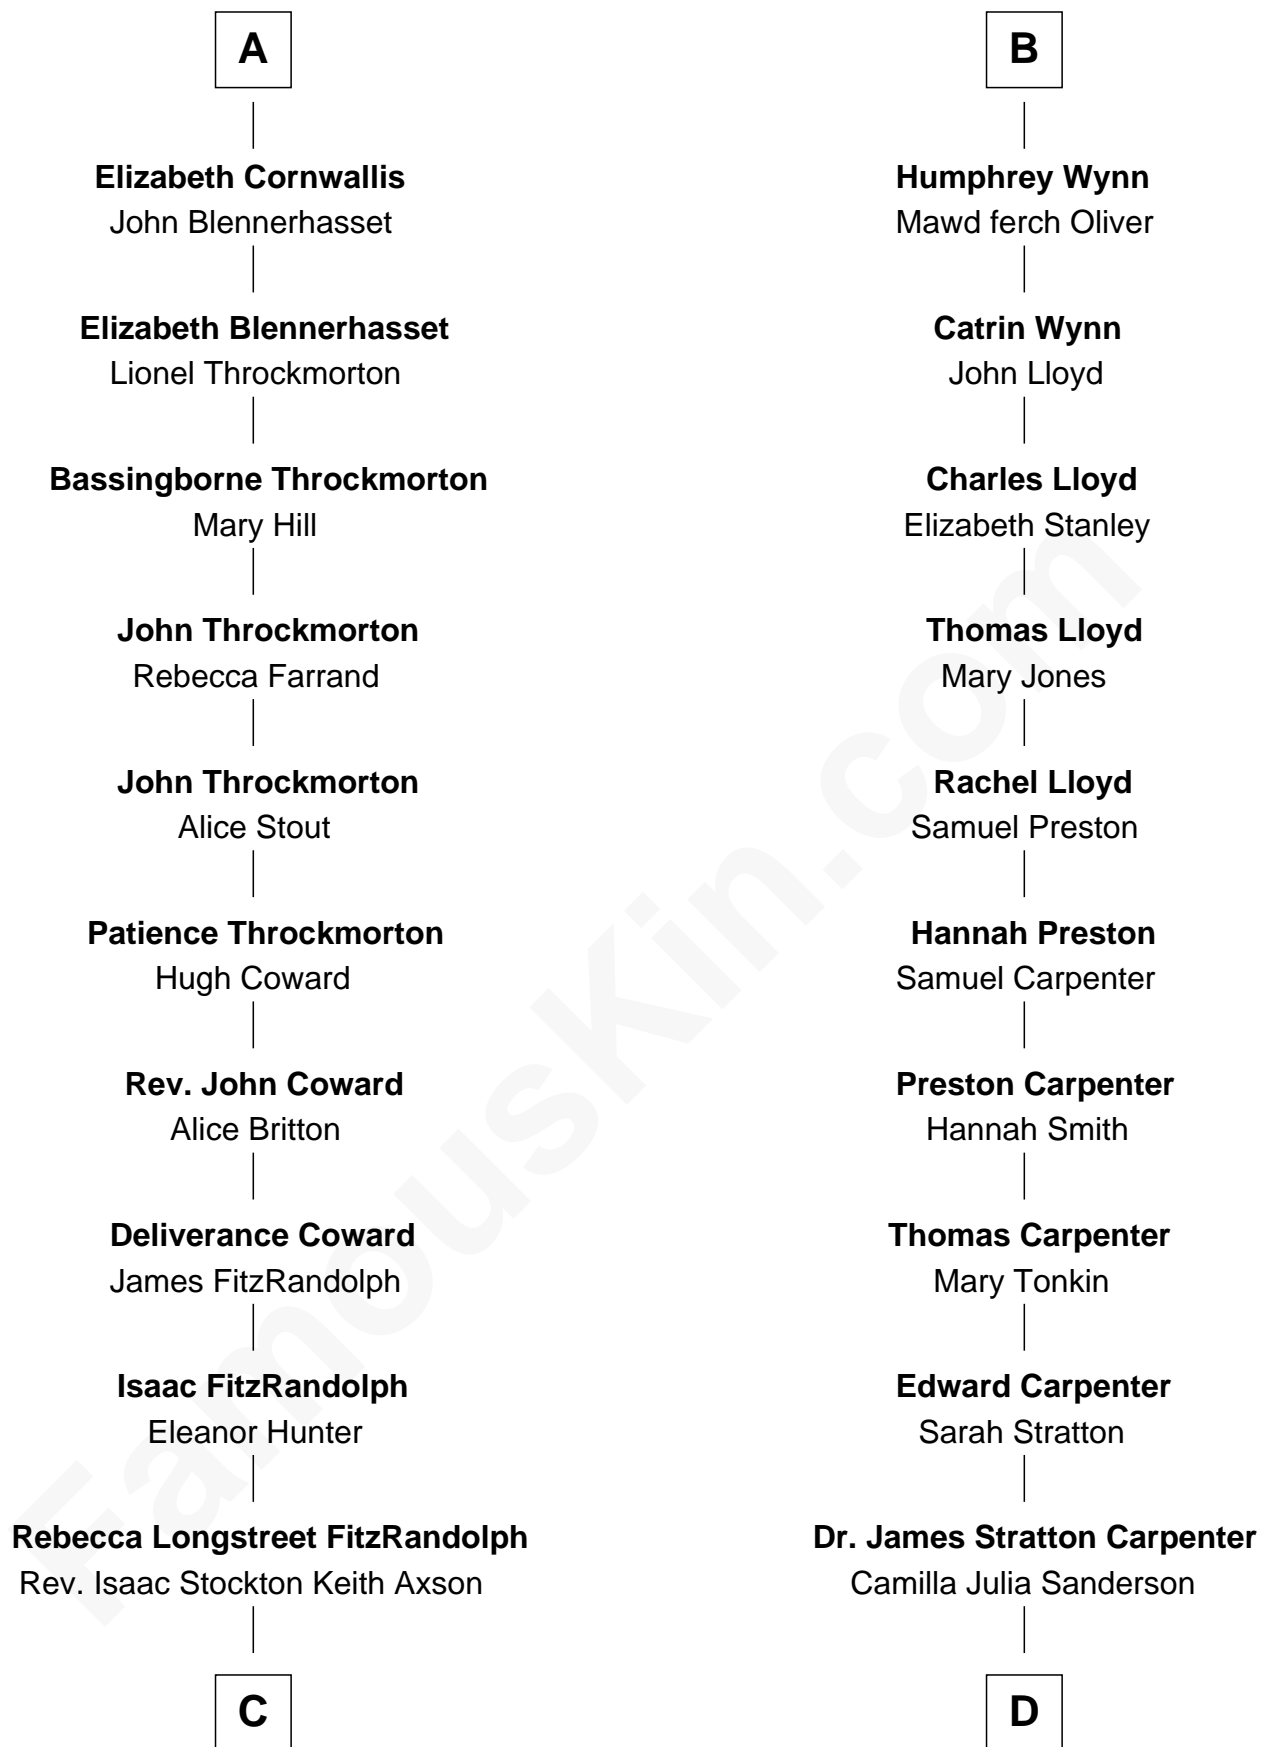 A
Elizabeth Cornwallis
John Blennerhasset
Elizabeth Blennerhasset
Lionel Throckmorton
Bassingborne Throckmorton
Mary Hill
John Throckmorton
Rebecca Farrand
John Throckmorton
Alice Stout
Patience Throckmorton
Hugh Coward
Rev. John Coward
Alice Britton
Deliverance Coward
James FitzRandolph
Isaac FitzRandolph
Eleanor Hunter
Rebecca Longstreet FitzRandolph
Rev. Isaac Stockton Keith Axson
C
B
Humphrey Wynn
Mawd ferch Oliver
Catrin Wynn
John Lloyd
Charles Lloyd
Elizabeth Stanley
Thomas Lloyd
Mary Jones
Rachel Lloyd
Samuel Preston
Hannah Preston
Samuel Carpenter
Preston Carpenter
Hannah Smith
Thomas Carpenter
Mary Tonkin
Edward Carpenter
Sarah Stratton
Dr. James Stratton Carpenter
Camilla Julia Sanderson
D
FamousKin.com